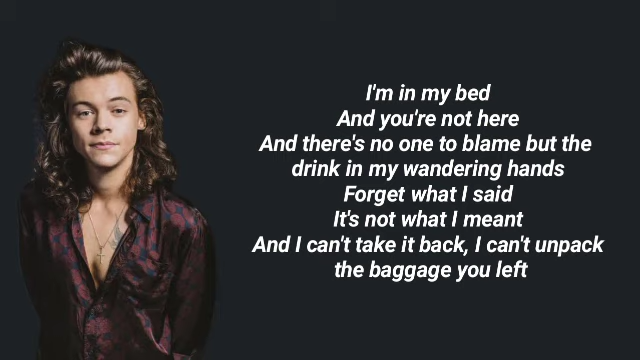 I'm in my bed
And you're not here
And there's no one to blame but the
drink in my wandering hands
Forget what I said
It's not what I meant
And I can't take it back, I can't unpack
the baggage you left